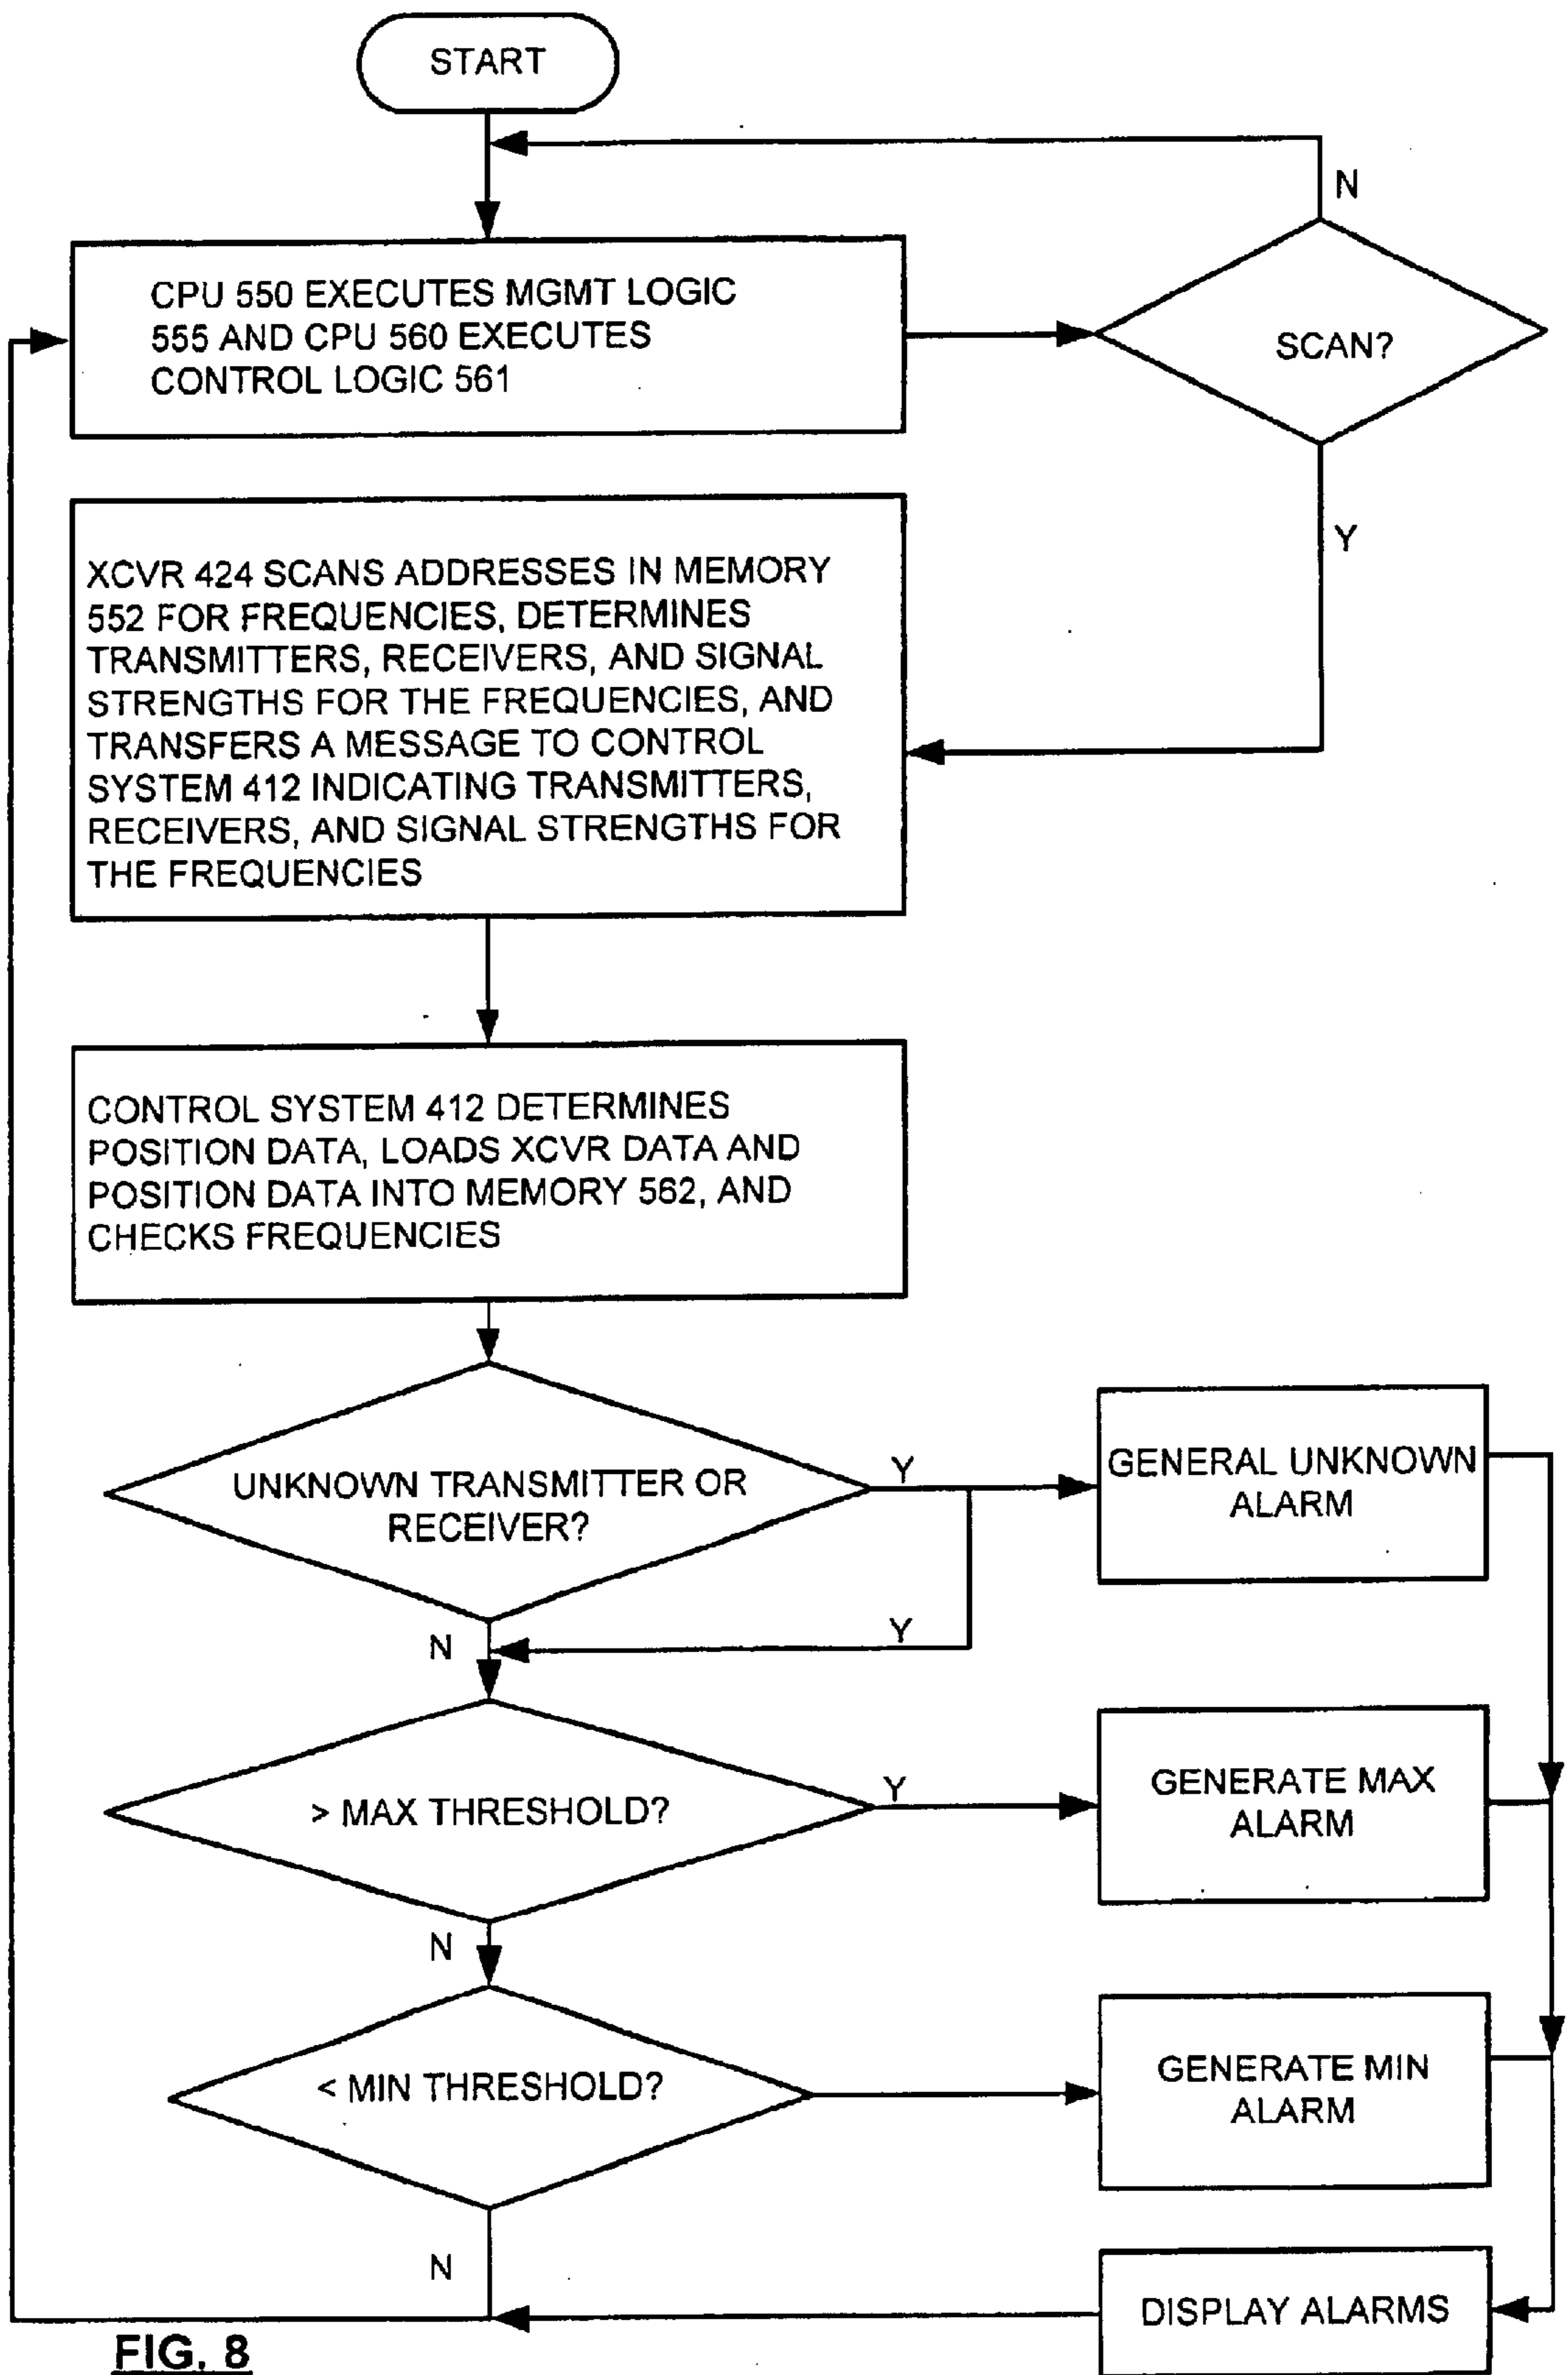 START
N
CPU 550 EXECUTES MGMT LOGIC
555 AND CPU 560 EXECUTES
CONTROL LOGIC 561
SCAN?
Y
XCVR 424 SCANS ADDRESSES IN MEMORY
552 FOR FREQUENCIES, DETERMINES
TRANSMITTERS, RECEIVERS, AND SIGNAL
STRENGTHS FOR THE FREQUENCIES, AND
TRANSFERS A MESSAGE TO CONTROL
SYSTEM 412 INDICATING TRANSMITTERS,
RECEIVERS, AND SIGNAL STRENGTHS FOR
THE FREQUENCIES
CONTROL SYSTEM 412 DETERMINES
POSITION DATA, LOADS XCVR DATA AND
POSITION DATA INTO MEMORY 562, AND
CHECKS FREQUENCIES
UNKNOWN TRANSMITTER OR
RECEIVER?
Y
GENERAL UNKNOWN
ALARM
N
Y
> MAX THRESHOLD?
Y
GENERATE MAX
ALARM
N
< MIN THRESHOLD?
GENERATE MIN
ALARM
N
DISPLAY ALARMS
FIG. 8